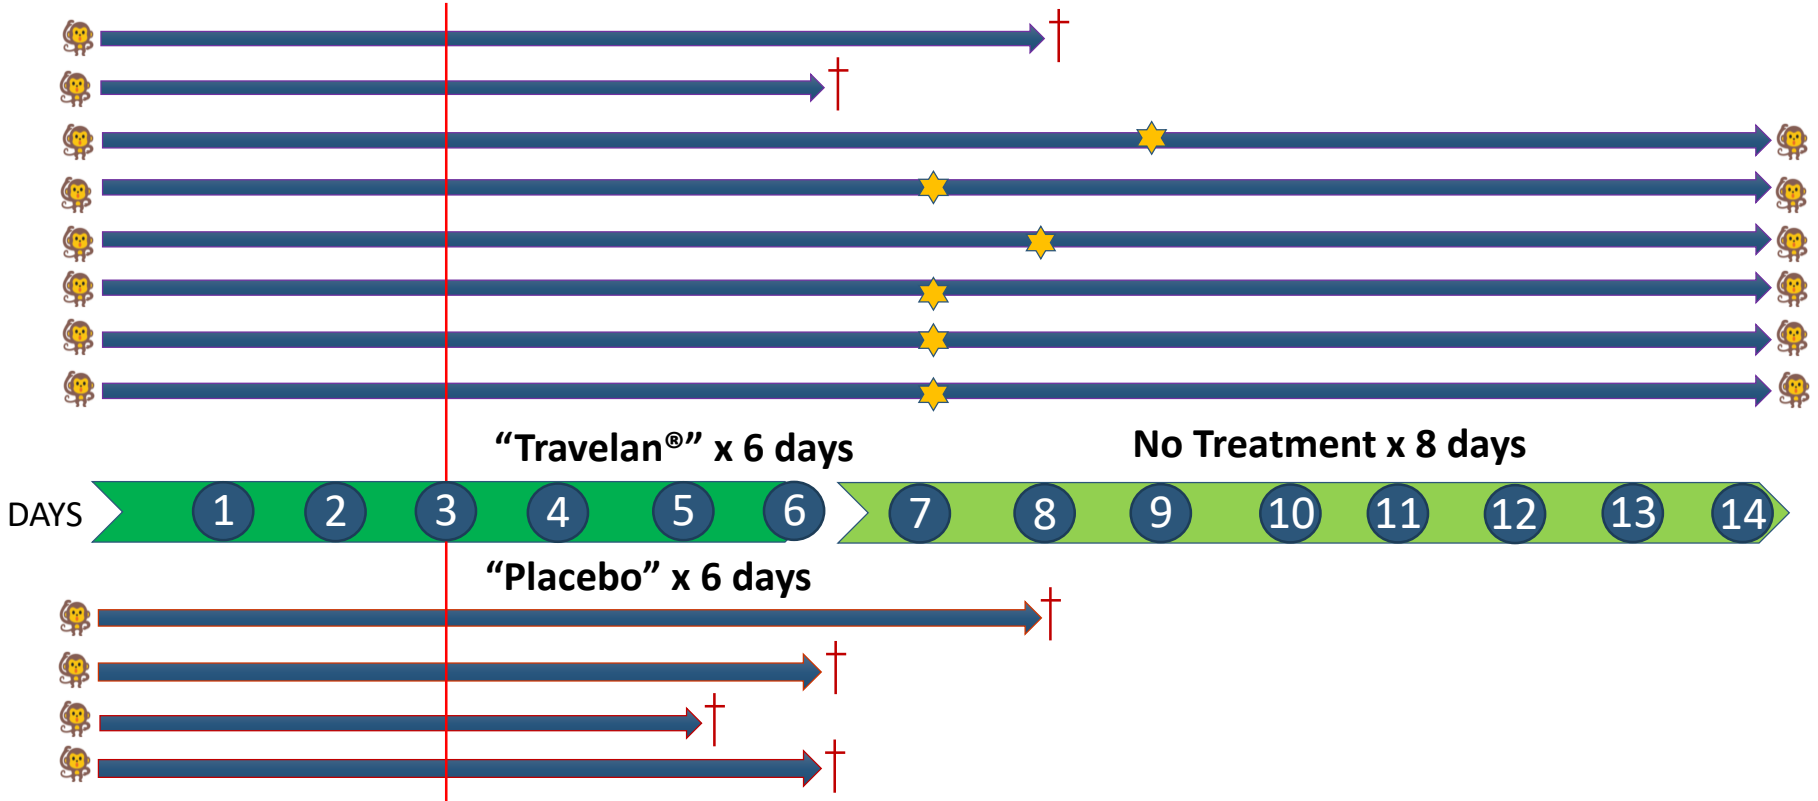 “Travelan®” x 6 days
No Treatment x 8 days
DAYS 1 2 3 4 5 6 7 8 9 10 11 12 13 14
“Placebo” x 6 days